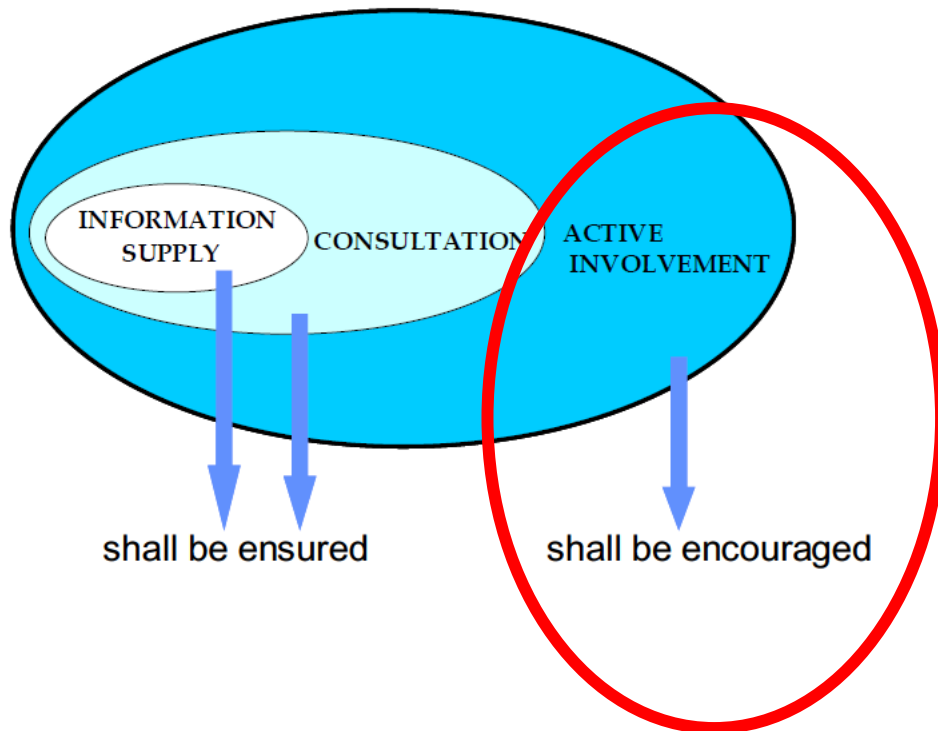 INFORMATION
SUPPLY
CONSULTATION
ACTIVE
INVOLVEMENT
shall be ensured
shall be encouraged